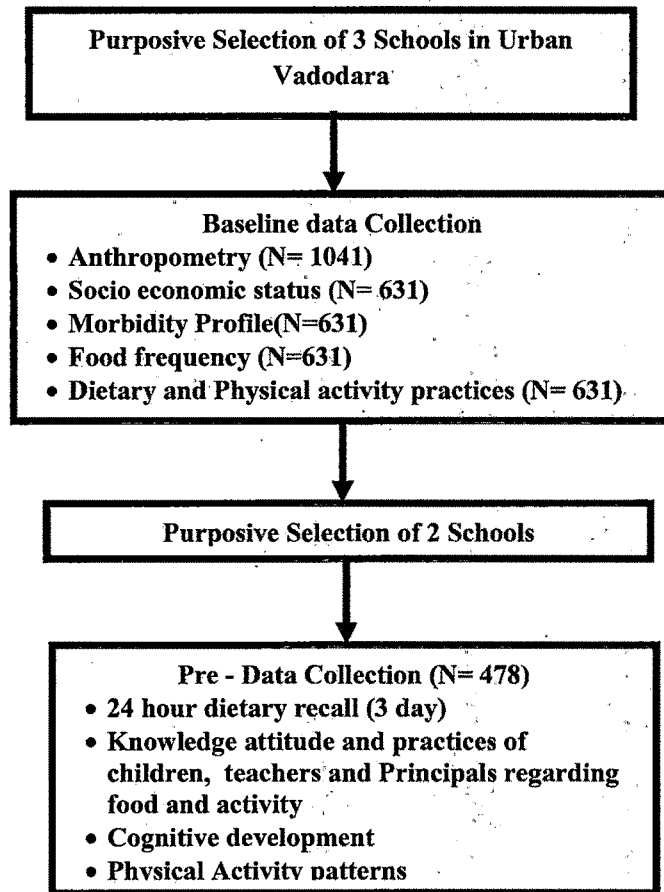 Purposive Selection of 3 Schools in Urban
Vadodara
Baseline data Collection
• Anthropometry (N= 1041)
• Socio economic status (N= 631)
• Morbidity Profile(N=631)
• Food frequency (N=631)
• Dietary and Physical activity practices (N= 631)
Purposive Selection of 2 Schools
Pre - Data Collection (N= 478)
• 24 hour dietary recall (3 day)
• Knowledge attitude and practices of
children, teachers and Principals regarding
food and activity
• Cognitive development
• Physical Activity patterns